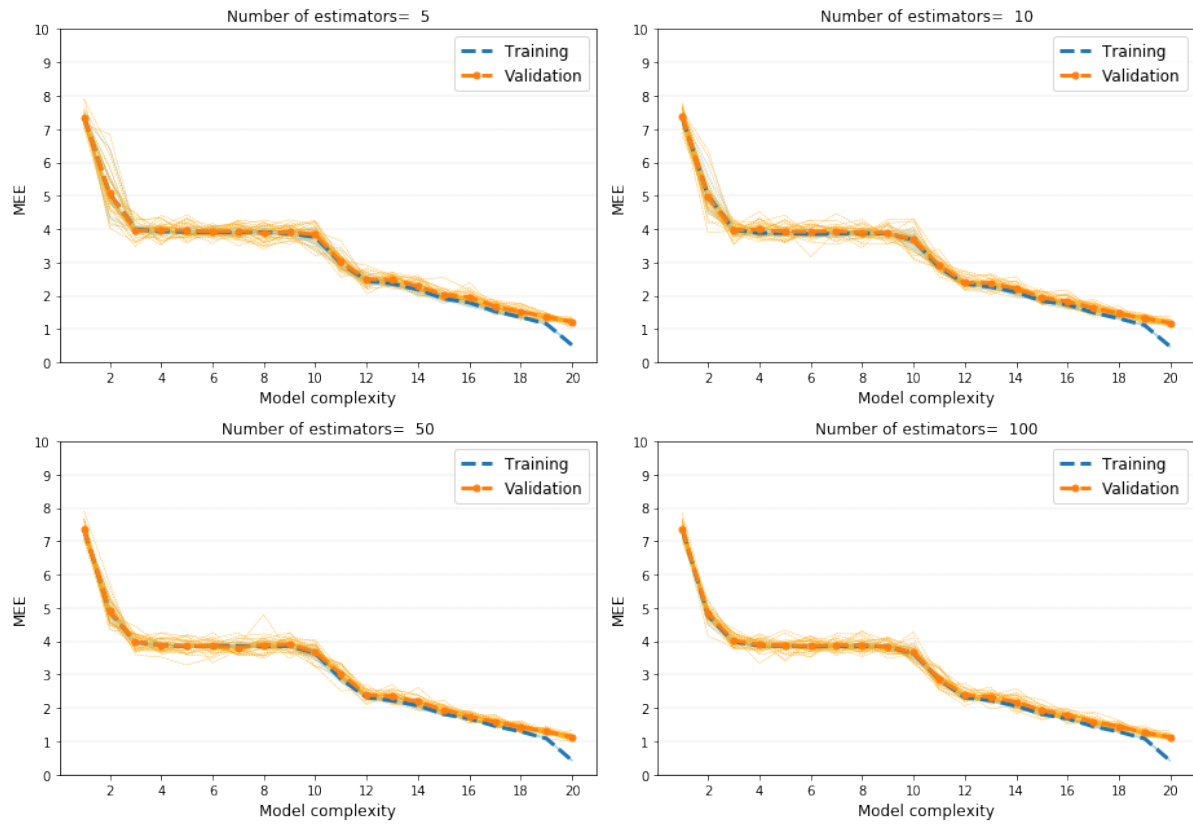 Number of estimators= 5
10
9
8
7
6
5
4
3
2
1
0
MEE
Training
Validation
2 4 6 8 10 12 14 16 18 20
Model complexity
Number of estimators= 10
10
9
8
7
6
5
4
3
2
1
0
MEE
Training
Validation
2 4 6 8 10 12 14 16 18 20
Model complexity
Number of estimators= 50
10
9
8
7
6
5
4
3
2
1
0
MEE
Training
Validation
2 4 6 8 10 12 14 16 18 20
Model complexity
Number of estimators= 100
10
9
8
7
6
5
4
3
2
1
0
MEE
Training
Validation
2 4 6 8 10 12 14 16 18 20
Model complexity